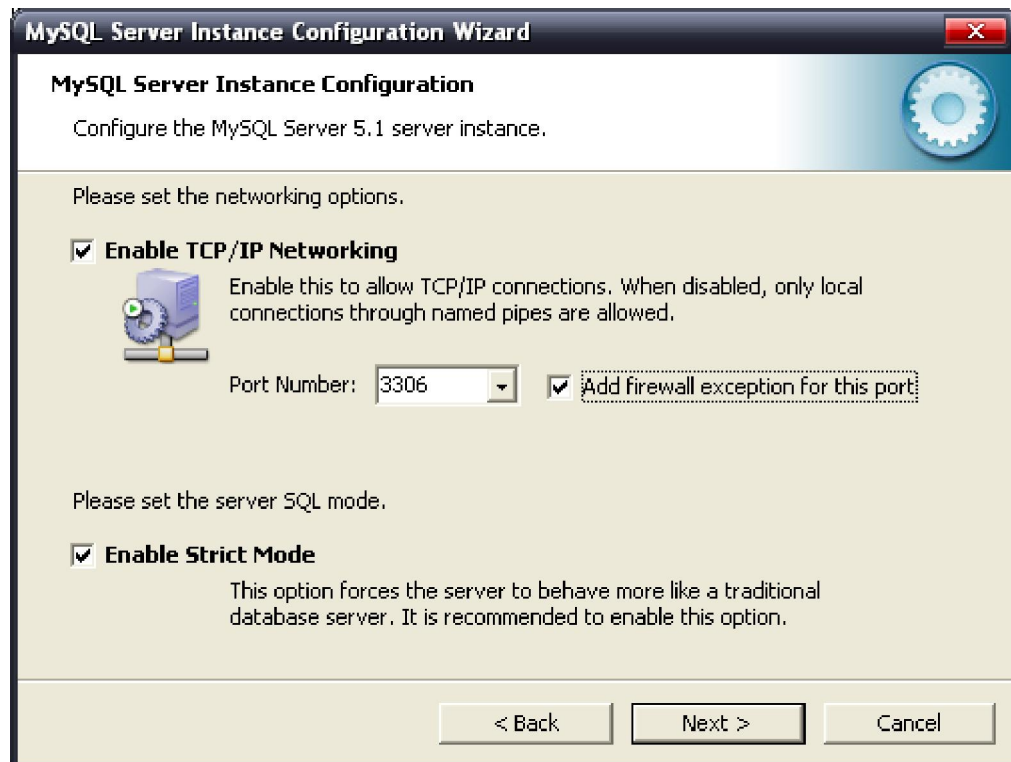 MySQL Server Instance Configuration Wizard
MySQL Server Instance Configuration
Configure the MySQL Server 5.1 server instance.
Please set the networking options.
Enable TCP/IP Networking
Enable this to allow TCP/IP connections. When disabled, only local
connections through named pipes are allowed.
Port Number: 3306 Add firewall exception for this port
Please set the server SQL mode.
Enable Strict Mode
This option forces the server to behave more like a traditional
database server. It is recommended to enable this option.
< Back Next > Cancel